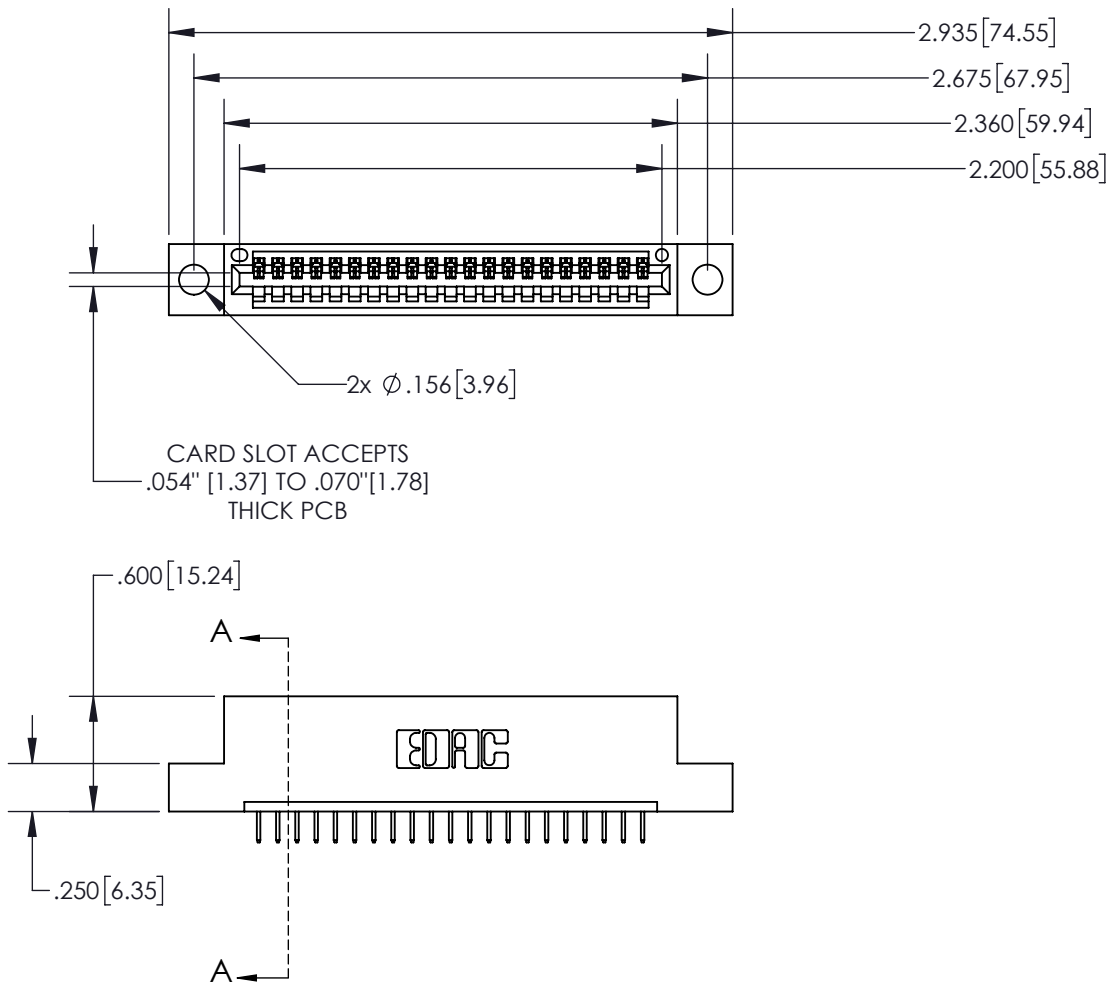 2.935[74.55]
2.675[67.95]
2.360[59.94]
2.200[55.88]
2x Ø.156[3.96]
CARD SLOT ACCEPTS
.054" [1.37] TO .070"[1.78]
THICK PCB
.600[15.24]
A
EDAC
.250[6.35]
A